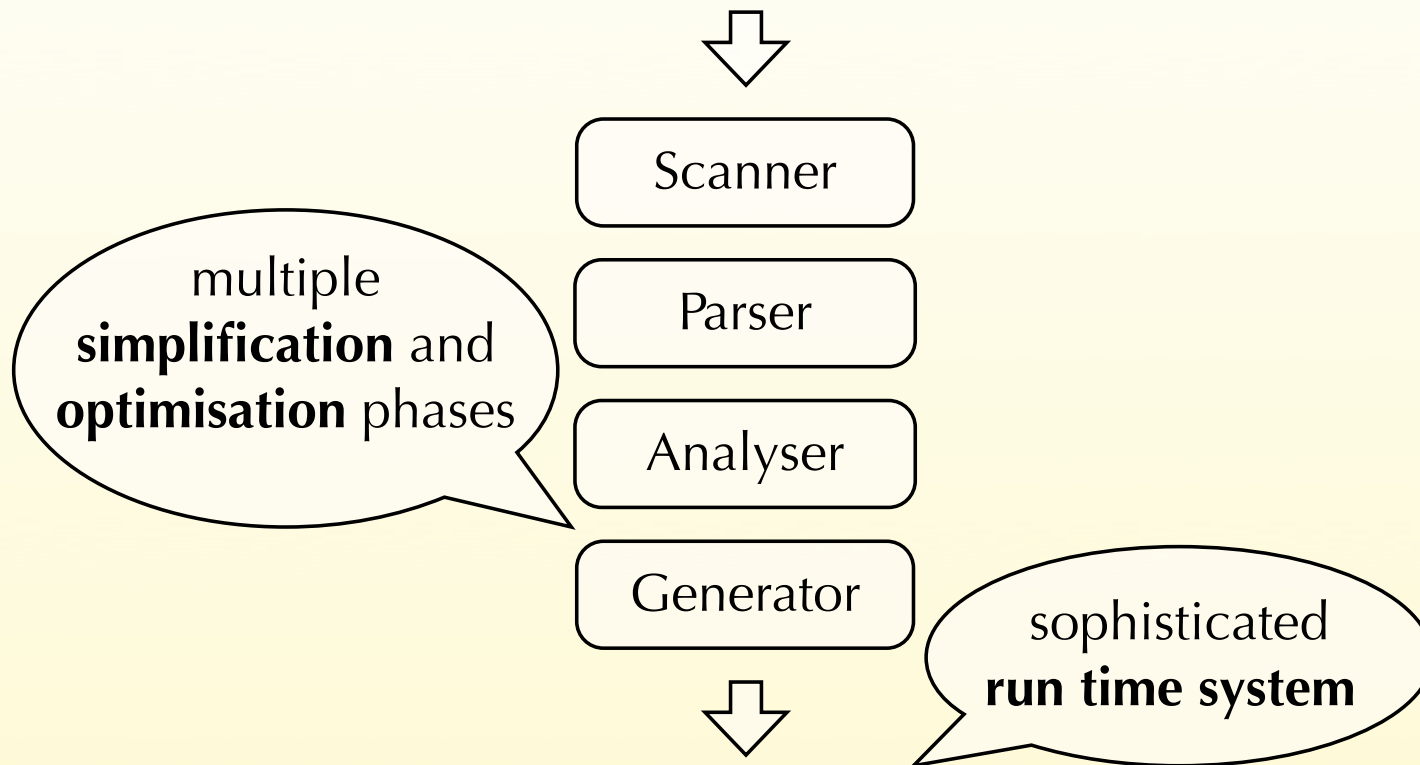 Scanner
Parser
Analyser
Generator
multiple
simplification and
optimisation phases
sophisticated
run time system